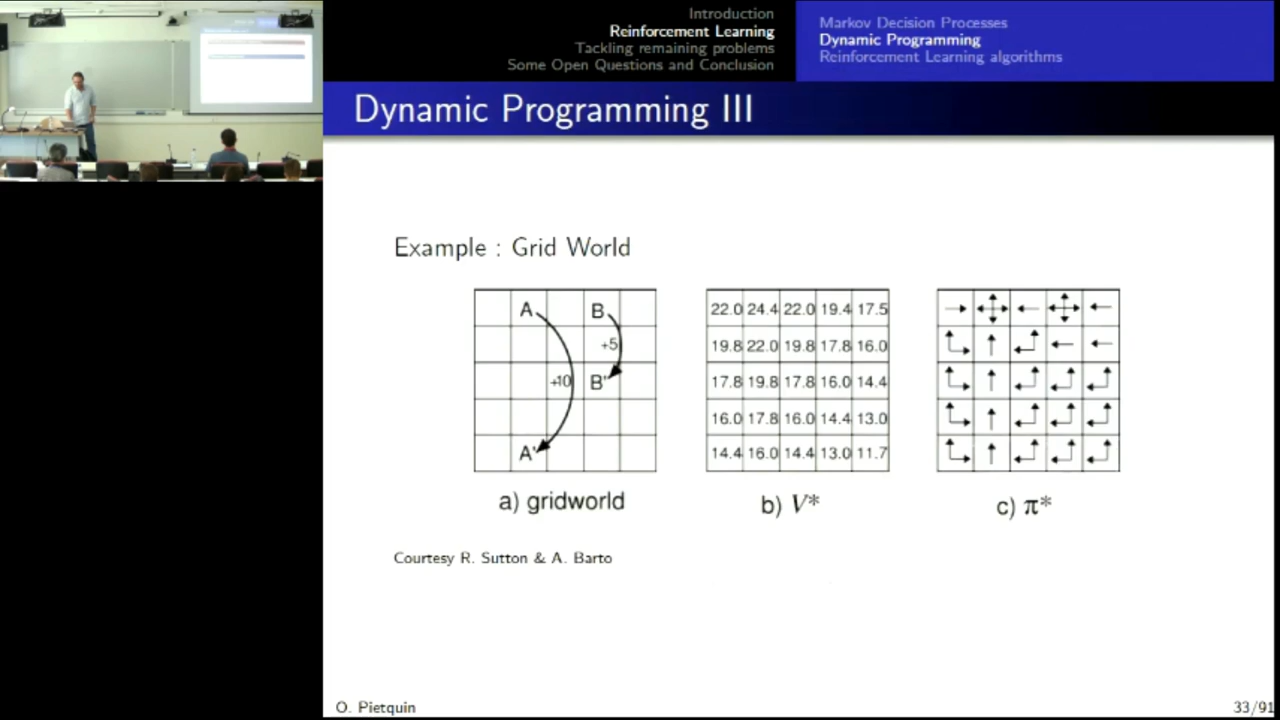 Introduction
Reinforcement Learning
Tackling remaining problems
Some Open Questions and Conclusion
Markov Decision Processes
Dynamic Programming
Reinforcement Learning algorithms
Dynamic Programming III
Example : Grid World
A B
+5
+10 B'
A'
22.0 24.4 22.0 19.4 17.5
19.8 22.0 19.8 17.8 16.0
17.8 19.8 17.8 16.0 14.4
16.0 17.8 16.0 14.4 13.0
14.4 16.0 14.4 13.0 11.7
a) gridworld
b) V*
c) π*
Courtesy R. Sutton & A. Barto
O. Pietquin
33/91